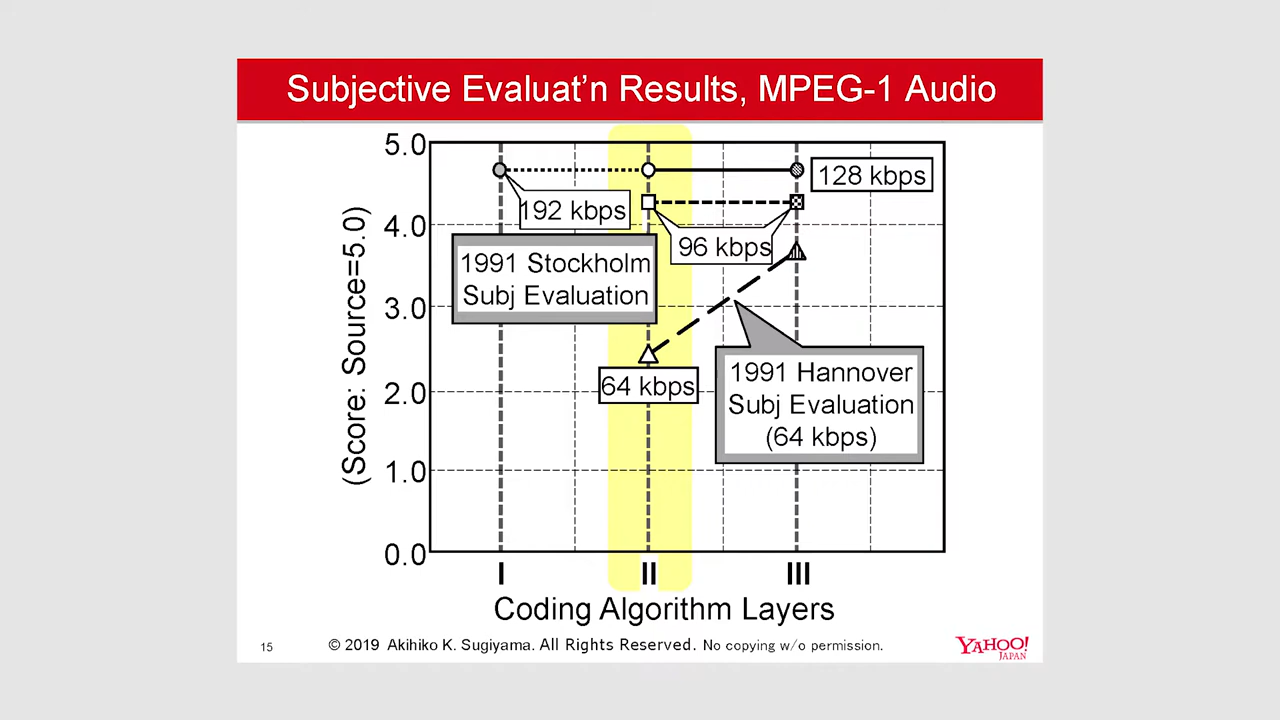 Subjective Evaluat’n Results, MPEG-1 Audio
5.0
4.0
3.0
2.0
1.0
0.0
(Score: Source=5.0)
128 kbps
192 kbps
96 kbps
1991 Stockholm
Subj Evaluation
64 kbps
1991 Hannover
Subj Evaluation
(64 kbps)
I
II
III
Coding Algorithm Layers
15
© 2019 Akihiko K. Sugiyama. All Rights Reserved. No copying w/o permission.
YAHOO!
JAPAN